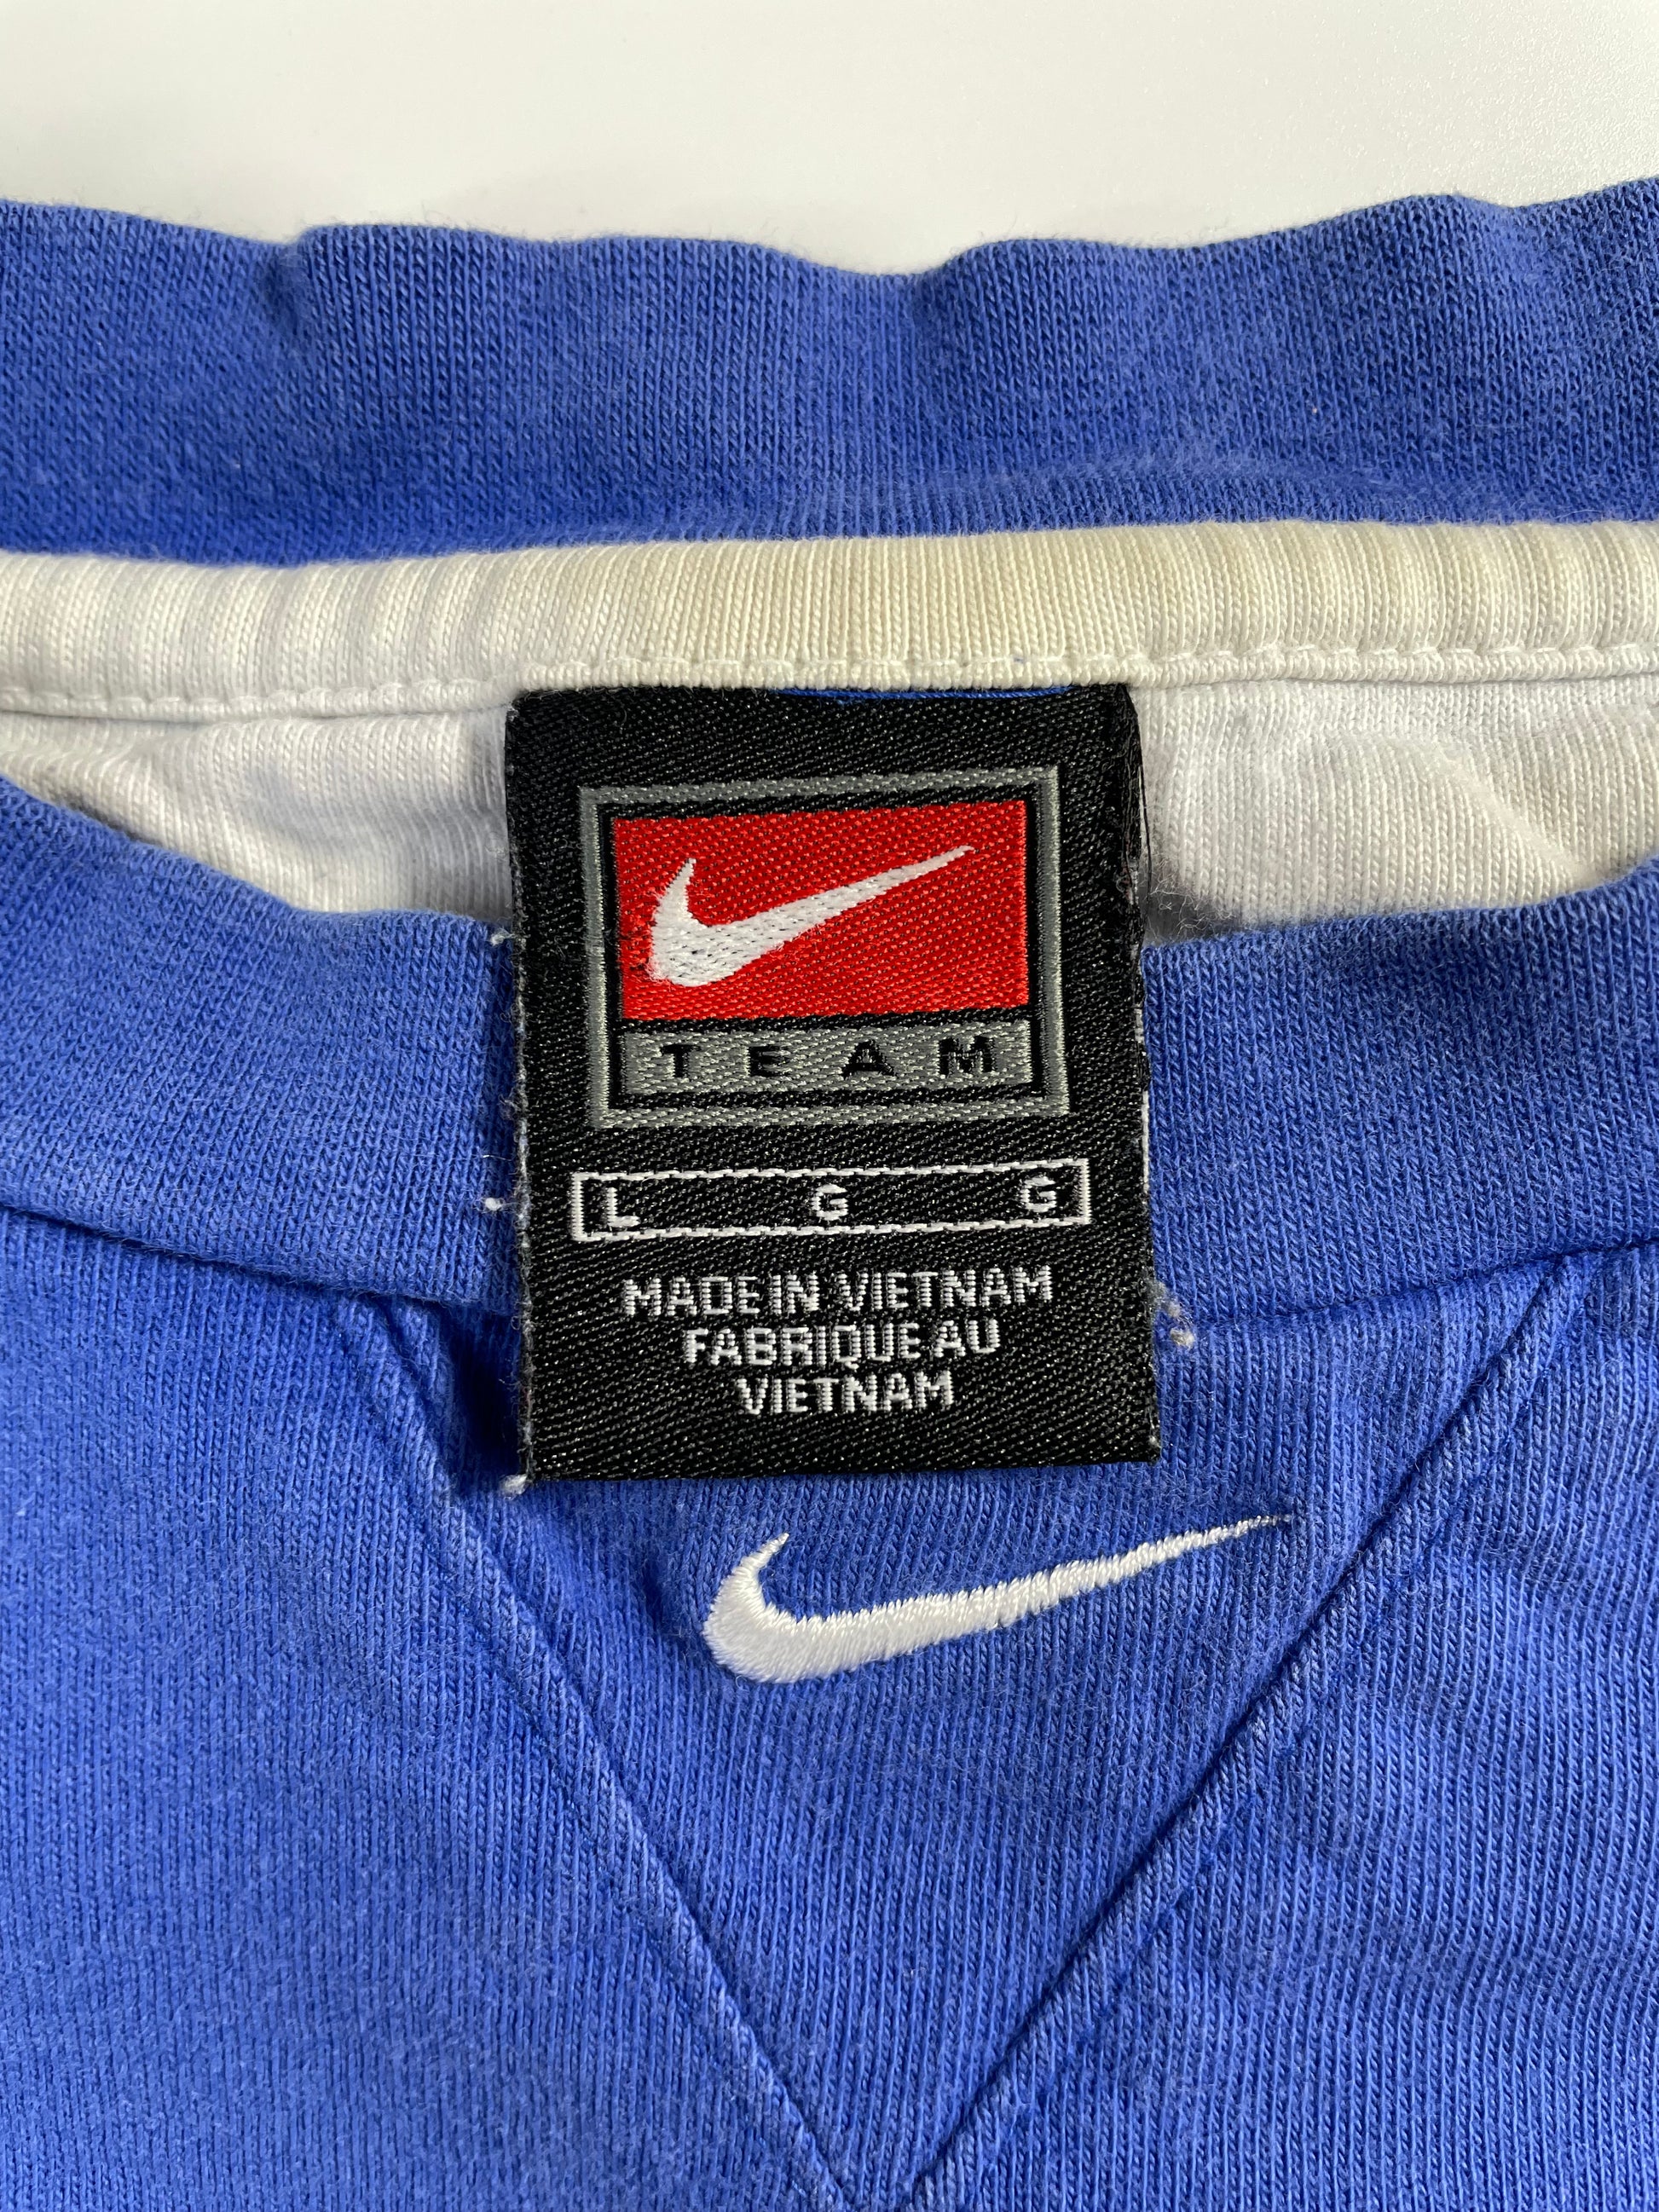 TEAM
L G G
MADE IN VIETNAM
FABRIQUE AU
VIETNAM